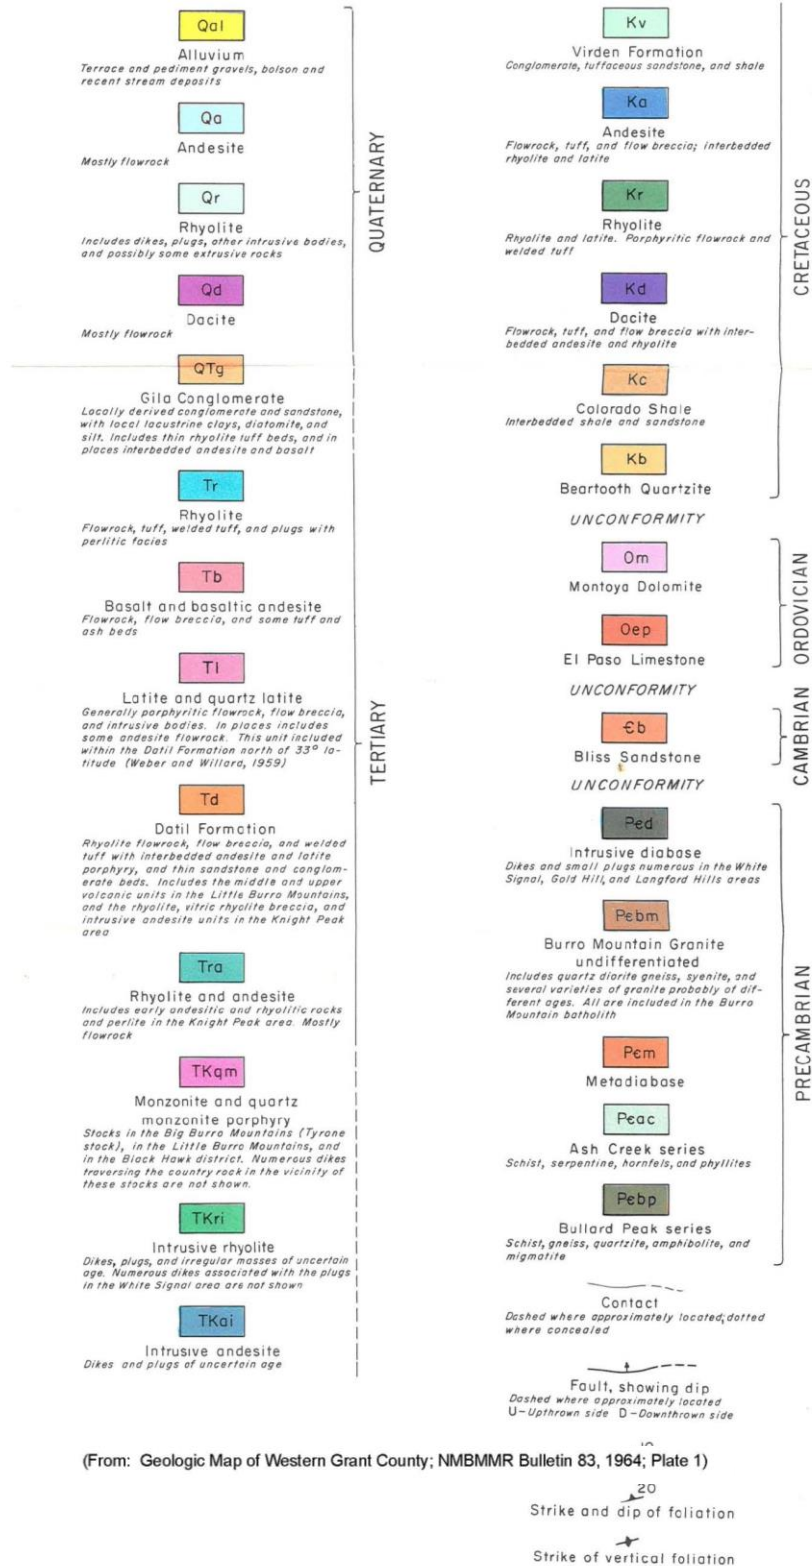 Qal
Alluvium
Terrace and pediment gravels, bolson and
recent stream deposits
Qa
Andesite
Mostly flowrock
Qr
Rhyolite
Includes dikes, plugs, other intrusive bodies,
and possibly some extrusive rocks
Qd
Dacite
Mostly flowrock
QUATERNARY
QTg
Gila Conglomerate
Locally derived conglomerate and sandstone,
with local lacustrine clays, diatomite, and
silt. Includes thin rhyolite tuff beds, and in
places interbedded andesite and basalt
Tr
Rhyolite
Flowrock, tuff, welded tuff, and plugs with
perlitic facies
Tb
Basalt and basaltic andesite
Flowrock, flow breccia, and some tuff and
ash beds
Tl
Latite and quartz latite
Generally porphyritic flowrock, flow breccia,
and intrusive bodies. In places includes
some andesite flowrock. This unit included
within the Datil Formation north of 33° la-
titude (Weber and Willard, 1959)
Td
Datil Formation
Rhyolite flowrock, flow breccia, and welded
tuff with interbedded andesite and latite
porphyry, and thin sandstone and conglom-
erate beds. Includes the middle and upper
volcanic units in the Little Burro Mountains,
and the rhyolite, vitric rhyolite breccia, and
intrusive andesite units in the Knight Peak
area
Tra
Rhyolite and andesite
Includes early andesitic and rhyolitic rocks
and perlite in the Knight Peak area. Mostly
flowrock
TERTIARY
TKqm
Monzonite and quartz
monzonite porphyry
Stocks in the Big Burro Mountains (Tyrone
stock), in the Little Burro Mountains, and
in the Black Hawk district. Numerous dikes
traversing the country rock in the vicinity of
these stocks are not shown.
TKri
Intrusive rhyolite
Dikes, plugs, and irregular masses of uncertain
age. Numerous dikes associated with the plugs
in the White Signal area are not shown
TKai
Intrusive andesite
Dikes and plugs of uncertain age
Kv
Virden Formation
Conglomerate, tuffaceous sandstone, and shale
Ka
Andesite
Flowrock, tuff, and flow breccia; interbedded
rhyolite and latite
Kr
Rhyolite
Rhyolite and latite. Porphyritic flowrock and
welded tuff
Kd
Dacite
Flowrock, tuff, and flow breccia with inter-
bedded andesite and rhyolite
Kc
Colorado Shale
Interbedded shale and sandstone
Kb
Beartooth Quartzite
CRETACEOUS
UNCONFORMITY
Om
Montoya Dolomite
Oep
El Paso Limestone
ORDOVICIAN
UNCONFORMITY
Єb
Bliss Sandstone
CAMBRIAN
UNCONFORMITY
PЄd
Intrusive diabase
Dikes and small plugs numerous in the White
Signal, Gold Hill, and Langford Hills areas
PЄbm
Burro Mountain Granite
undifferentiated
Includes quartz diorite gneiss, syenite, and
several varieties of granite probably of dif-
ferent ages. All are included in the Burro
Mountain batholith
PЄm
Metadiabase
PЄac
Ash Creek series
Schist, serpentine, hornfels, and phyllites
PЄbp
Bullard Peak series
Schist, gneiss, quartzite, amphibolite, and
migmatite
PRECAMBRIAN
Contact
Dashed where approximately located; dotted
where concealed
Fault, showing dip
Dashed where approximately located
U-Upthrown side D-Downthrown side
(From: Geologic Map of Western Grant County; NMBMMR Bulletin 83, 1964; Plate 1)
20
Strike and dip of foliation
Strike of vertical foliation